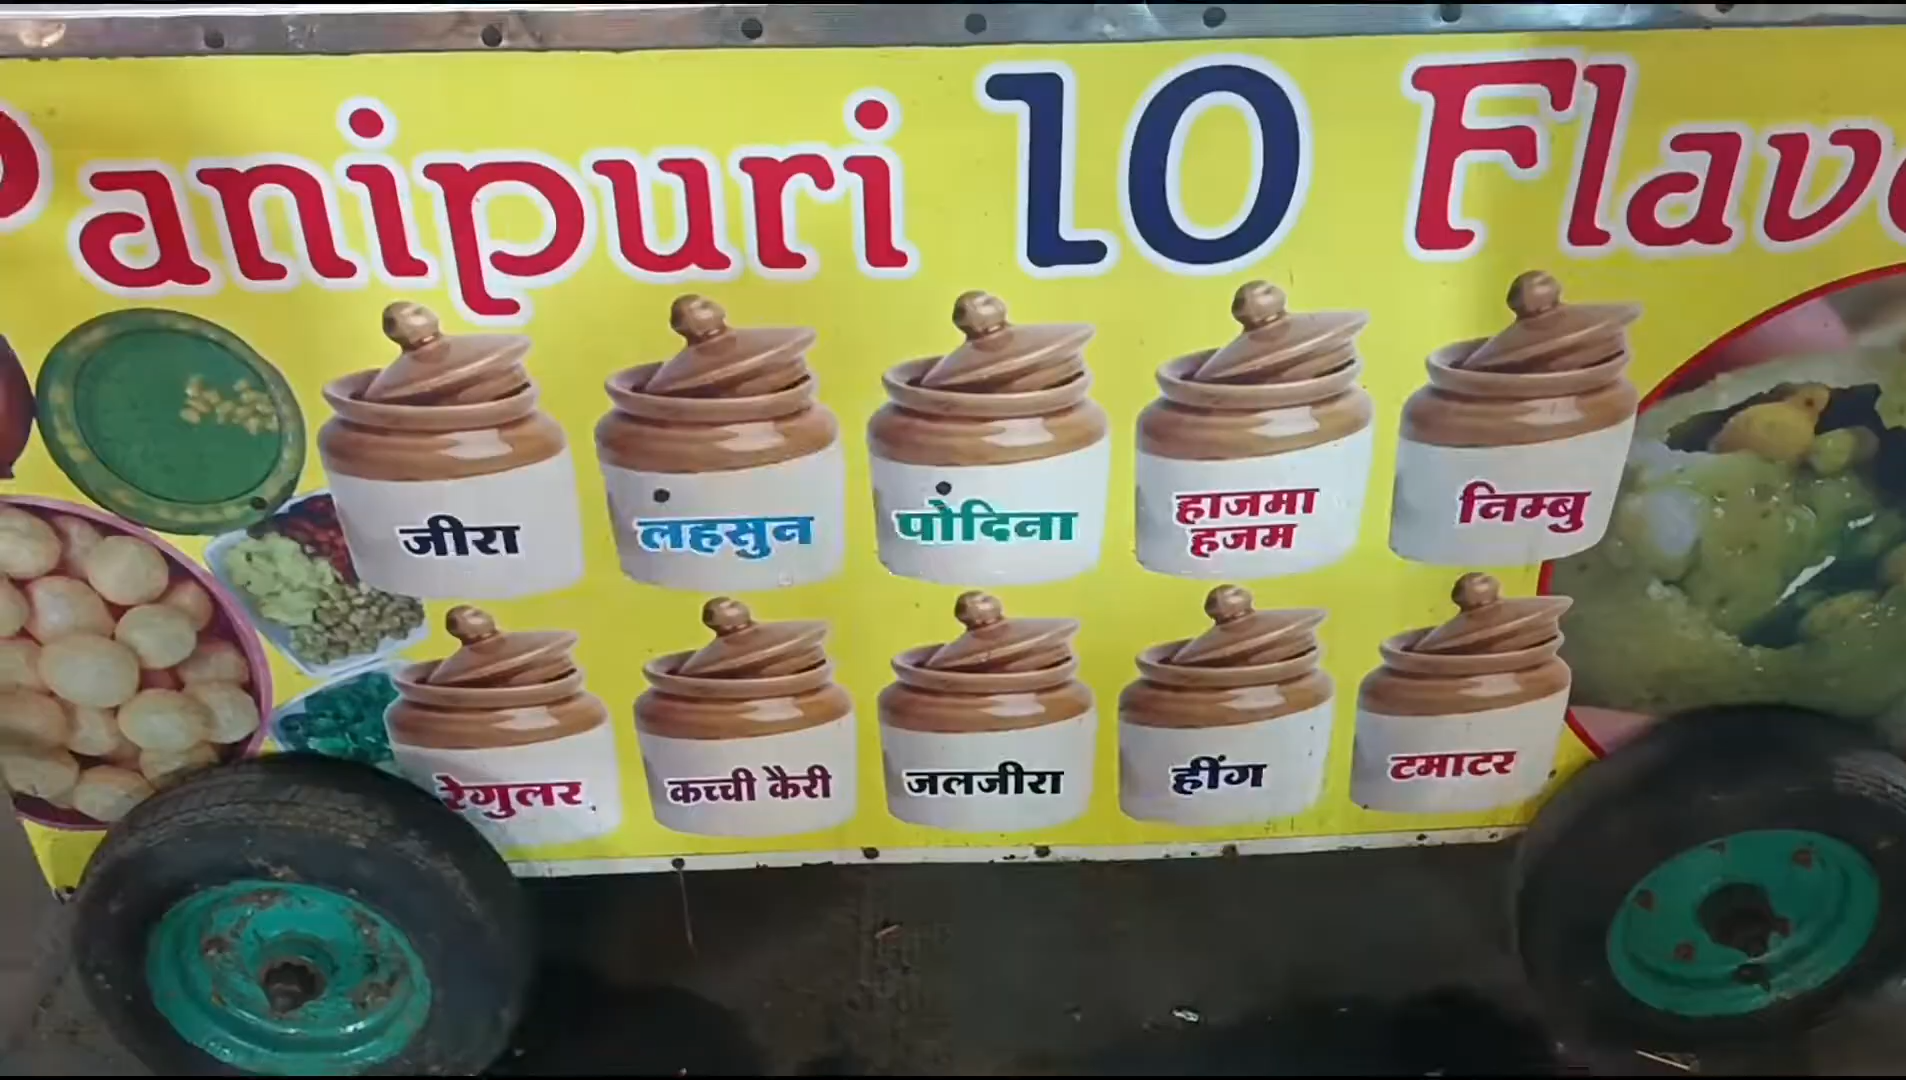 Panipuri 10 Flav
जीरा
लहसुन
पोदिना
हाजमा
हजम
निम्बु
रेगुलर
कच्ची कैरी
जलजीरा
हींग
टमाटर